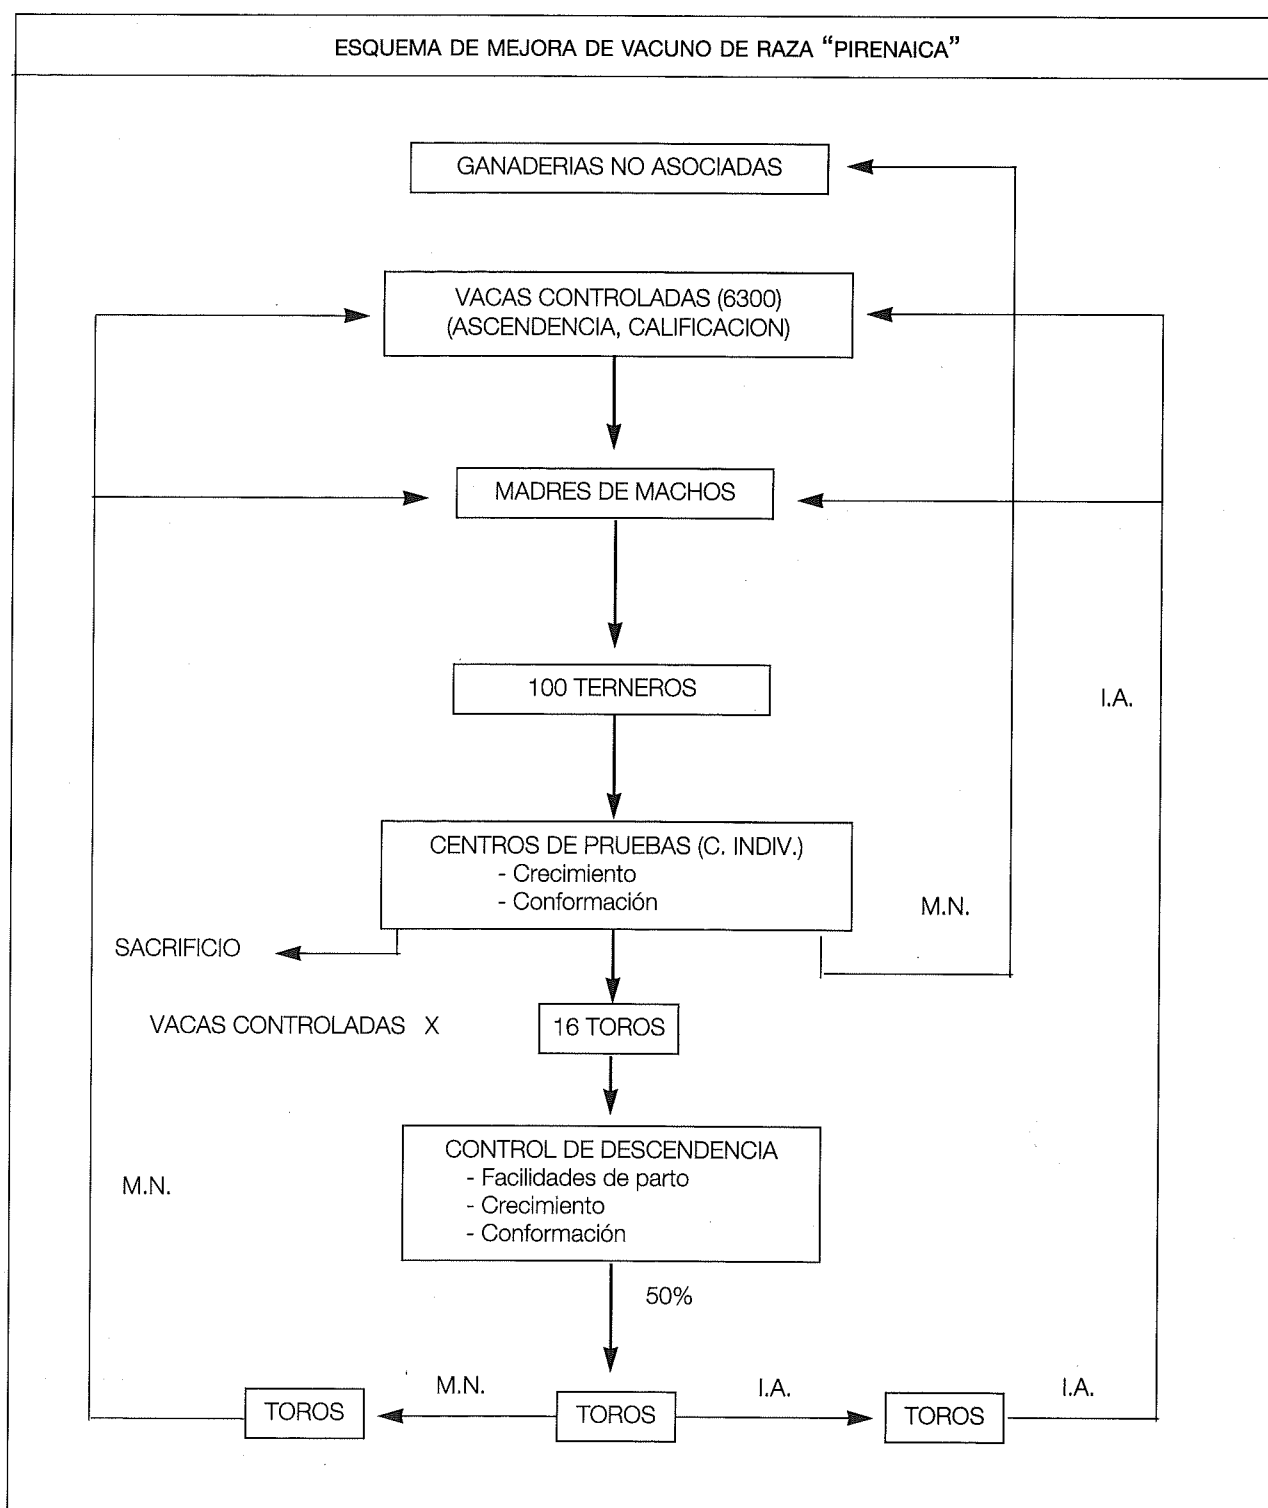 ESQUEMA DE MEJORA DE VACUNO DE RAZA “PIRENAICA”
GANADERIAS NO ASOCIADAS
VACAS CONTROLADAS (6300)
(ASCENDENCIA, CALIFICACION)
MADRES DE MACHOS
100 TERNEROS
I.A.
CENTROS DE PRUEBAS (C. INDIV.)
- Crecimiento
- Conformación
M.N.
SACRIFICIO
VACAS CONTROLADAS X
16 TOROS
CONTROL DE DESCENDENCIA
- Facilidades de parto
- Crecimiento
- Conformación
M.N.
50%
M.N.
I.A.
I.A.
TOROS
TOROS
TOROS